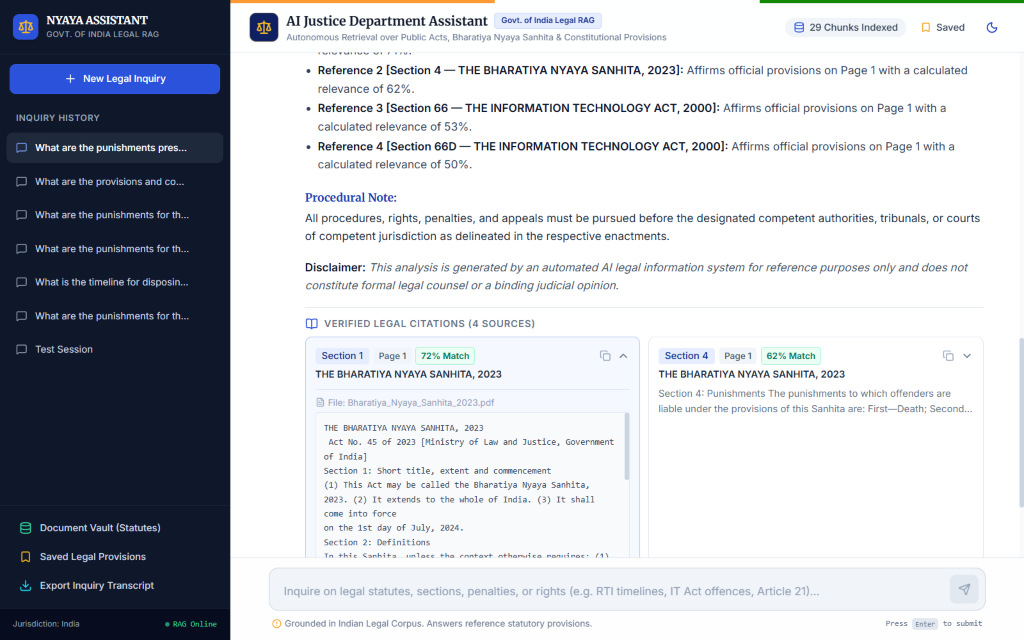 NYAYA ASSISTANT
GOVT. OF INDIA LEGAL RAG
New Legal Inquiry
INQUIRY HISTORY
What are the punishments pres...
What are the provisions and co...
What are the punishments for th...
What are the punishments for th...
What is the timeline for disposin...
What are the punishments for th...
Test Session
Document Vault (Statutes)
Saved Legal Provisions
Export Inquiry Transcript
Jurisdiction: India
RAG Online
AI Justice Department Assistant
Govt. of India Legal RAG
Autonomous Retrieval over Public Acts, Bharatiya Nyaya Sanhita & Constitutional Provisions
29 Chunks Indexed
Saved
• Reference 2 [Section 4 — THE BHARATIYA NYAYA SANHITA, 2023]: Affirms official provisions on Page 1 with a calculated
relevance of 62%.
• Reference 3 [Section 66 — THE INFORMATION TECHNOLOGY ACT, 2000]: Affirms official provisions on Page 1 with a
calculated relevance of 53%.
• Reference 4 [Section 66D — THE INFORMATION TECHNOLOGY ACT, 2000]: Affirms official provisions on Page 1 with a
calculated relevance of 50%.
Procedural Note:
All procedures, rights, penalties, and appeals must be pursued before the designated competent authorities, tribunals, or courts
of competent jurisdiction as delineated in the respective enactments.
Disclaimer: This analysis is generated by an automated AI legal information system for reference purposes only and does not
constitute formal legal counsel or a binding judicial opinion.
VERIFIED LEGAL CITATIONS (4 SOURCES)
Section 1 Page 1 72% Match
THE BHARATIYA NYAYA SANHITA, 2023
File: Bharatiya_Nyaya_Sanhita_2023.pdf
THE BHARATIYA NYAYA SANHITA, 2023
Act No. 45 of 2023 [Ministry of Law and Justice, Government
of India]
Section 1: Short title, extent and commencement
(1) This Act may be called the Bharatiya Nyaya Sanhita,
2023. (2) It extends to the whole of India. (3) It shall
come into force
on the 1st day of July, 2024.
Section 2: Definitions
In this Sanhita, unless the context otherwise requires: (1)
Section 4 Page 1 62% Match
THE BHARATIYA NYAYA SANHITA, 2023
Section 4: Punishments The punishments to which offenders are
liable under the provisions of this Sanhita are: First—Death; Second...
Inquire on legal statutes, sections, penalties, or rights (e.g. RTI timelines, IT Act offences, Article 21)...
Grounded in Indian Legal Corpus. Answers reference statutory provisions.
Press Enter to submit